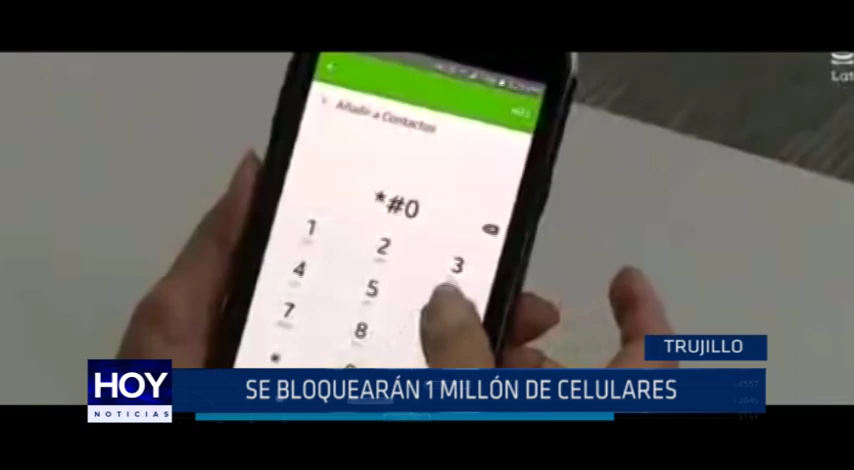 Lat
Añadir a Contactos
*#0
1 2 3
4 5
7 8
*
TRUJILLO
HOY
NOTICIAS
SE BLOQUEARÁN 1 MILLÓN DE CELULARES